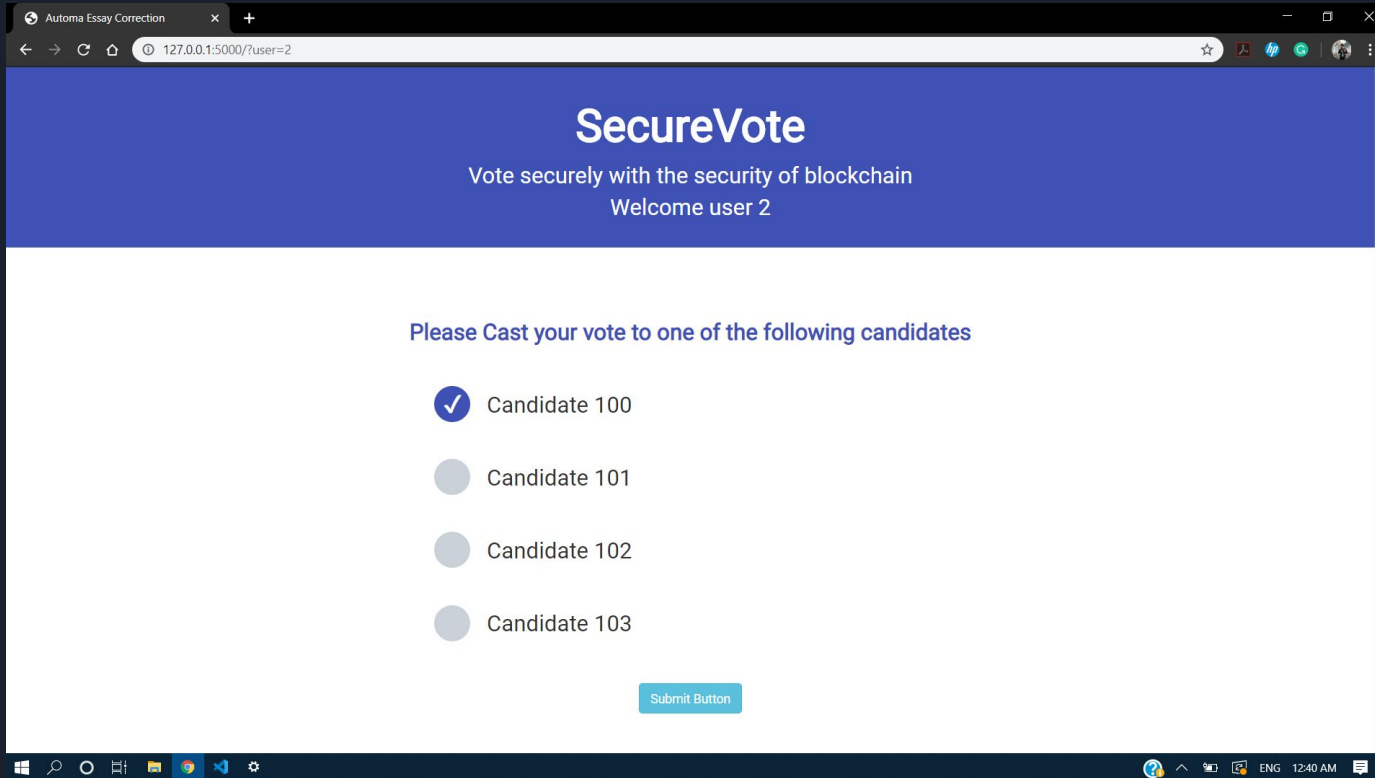 Automa Essay Correction
127.0.0.1:5000/?user=2
SecureVote
Vote securely with the security of blockchain
Welcome user 2
Please Cast your vote to one of the following candidates
Candidate 100
Candidate 101
Candidate 102
Candidate 103
Submit Button
ENG 12:40 AM